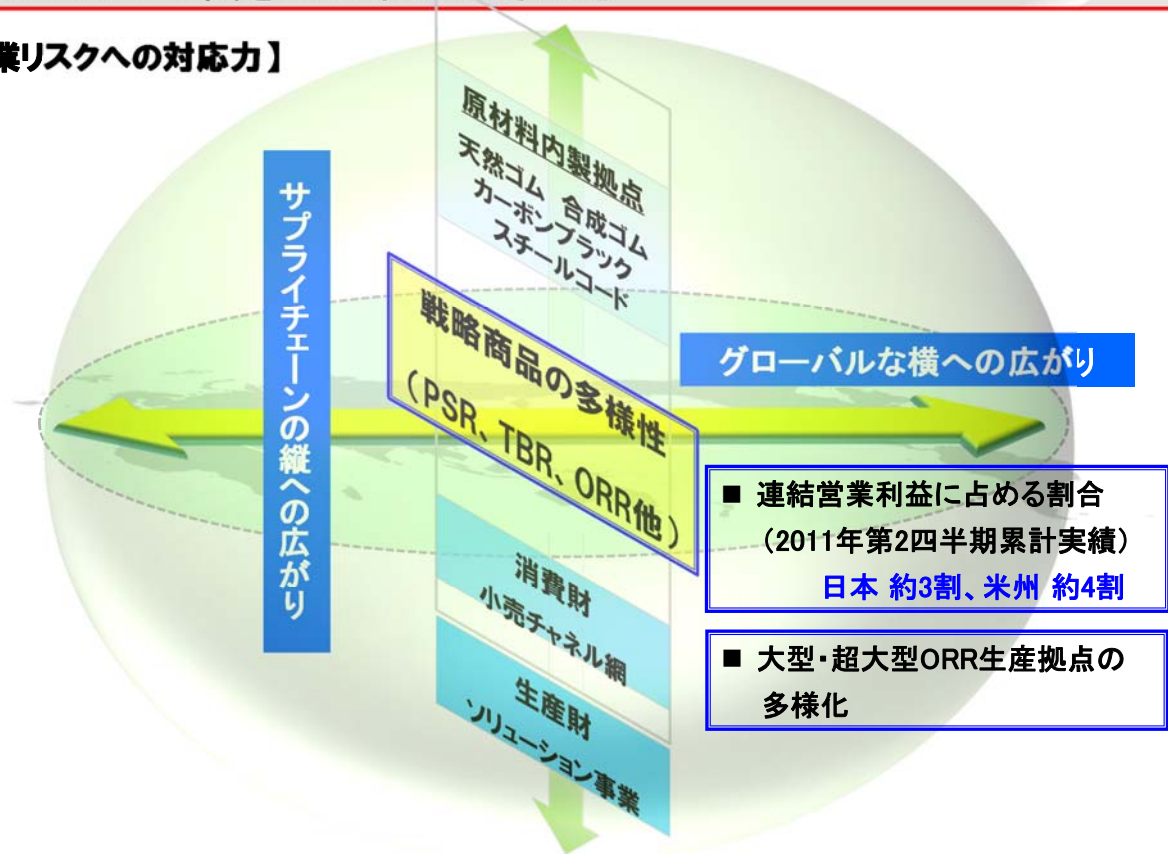 業リスクへの対応力】
原材料内製拠点
天然ゴム 合成ゴム
カーボンブラック
スチールコード
サプライチェーンの縦への広がり
戦略商品の多様性
（PSR、TBR、ORR他）
グローバルな横への広がり
■ 連結営業利益に占める割合
（2011年第2四半期累計実績）
日本 約3割、米州 約4割
消費財
小売チャネル網
■ 大型・超大型ORR生産拠点の
多様化
生産財
ソリューション事業